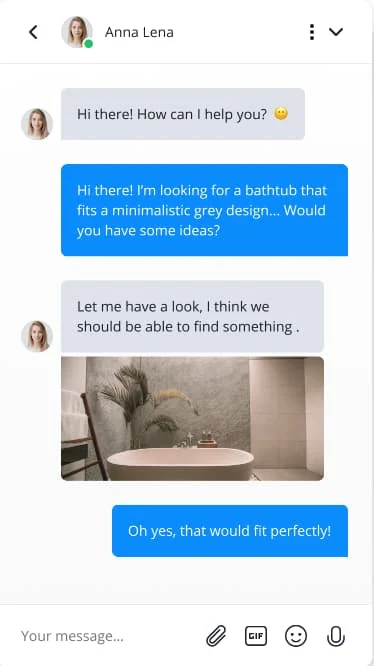 Anna Lena
Hi there! How can I help you? 😶
Hi there! I’m looking for a bathtub that
fits a minimalistic grey design... Would
you have some ideas?
Let me have a look, I think we
should be able to find something .
Oh yes, that would fit perfectly!
Your message...
GIF